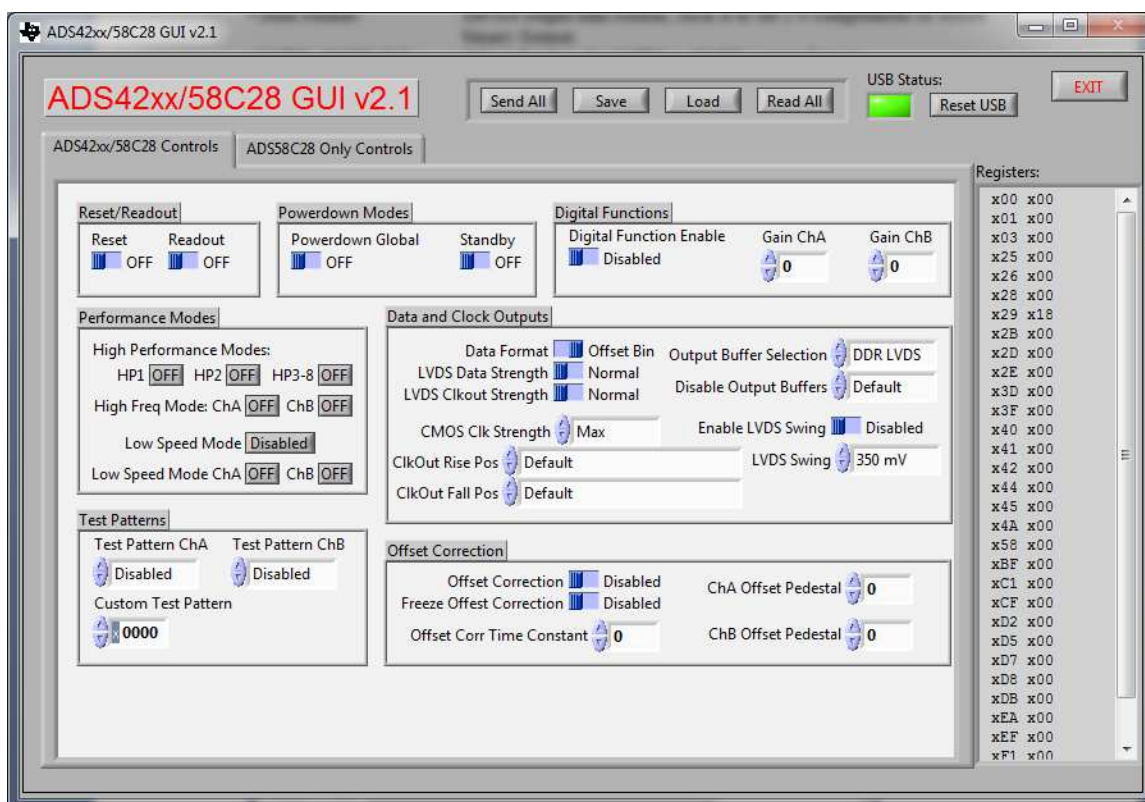 ADS42xx/58C28 GUI v2.1
ADS42xx/58C28 GUI v2.1
Send All Save Load Read All
USB Status:
Reset USB
EXIT
ADS42xx/58C28 Controls ADS58C28 Only Controls
Reset/Readout
Reset Readout
OFF OFF
Powerdown Modes
Powerdown Global Standby
OFF OFF
Digital Functions
Digital Function Enable Gain ChA Gain ChB
Disabled 0 0
Performance Modes
High Performance Modes:
HP1 OFF HP2 OFF HP3-8 OFF
High Freq Mode: ChA OFF ChB OFF
Low Speed Mode Disabled
Low Speed Mode ChA OFF ChB OFF
Data and Clock Outputs
Data Format Offset Bin Output Buffer Selection DDR LVDS
LVDS Data Strength Normal
LVDS Clkout Strength Normal Disable Output Buffers Default
CMOS Clk Strength Max Enable LVDS Swing Disabled
ClkOut Rise Pos Default LVDS Swing 350 mV
ClkOut Fall Pos Default
Test Patterns
Test Pattern ChA Test Pattern ChB
Disabled Disabled
Custom Test Pattern
x 0000
Offset Correction
Offset Correction Disabled ChA Offset Pedestal 0
Freeze Offest Correction Disabled
Offset Corr Time Constant 0 ChB Offset Pedestal 0
Registers:
x00 x00
x01 x00
x03 x00
x25 x00
x26 x00
x28 x00
x29 x18
x2B x00
x2D x00
x2E x00
x3D x00
x3F x00
x40 x00
x41 x00
x42 x00
x44 x00
x45 x00
x4A x00
x58 x00
xBF x00
xC1 x00
xCF x00
xD2 x00
xD5 x00
xD7 x00
xD8 x00
xDB x00
xEA x00
xEF x00
xF1 x00